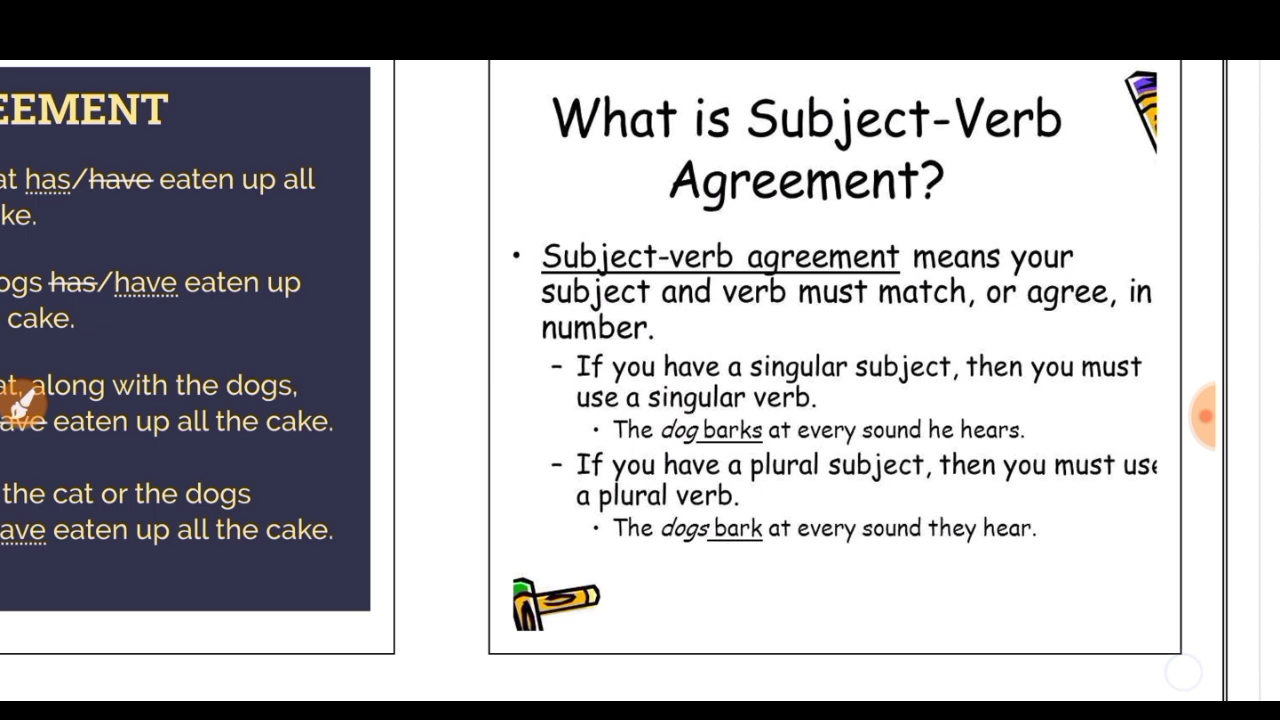 EEMENT
at has/have eaten up all
ke.
ogs has/have eaten up
cake.
at, along with the dogs,
ave eaten up all the cake.
the cat or the dogs
ave eaten up all the cake.
What is Subject-Verb
Agreement?
• Subject-verb agreement means your
subject and verb must match, or agree, in
number.
– If you have a singular subject, then you must
use a singular verb.
• The dog barks at every sound he hears.
– If you have a plural subject, then you must use
a plural verb.
• The dogs bark at every sound they hear.